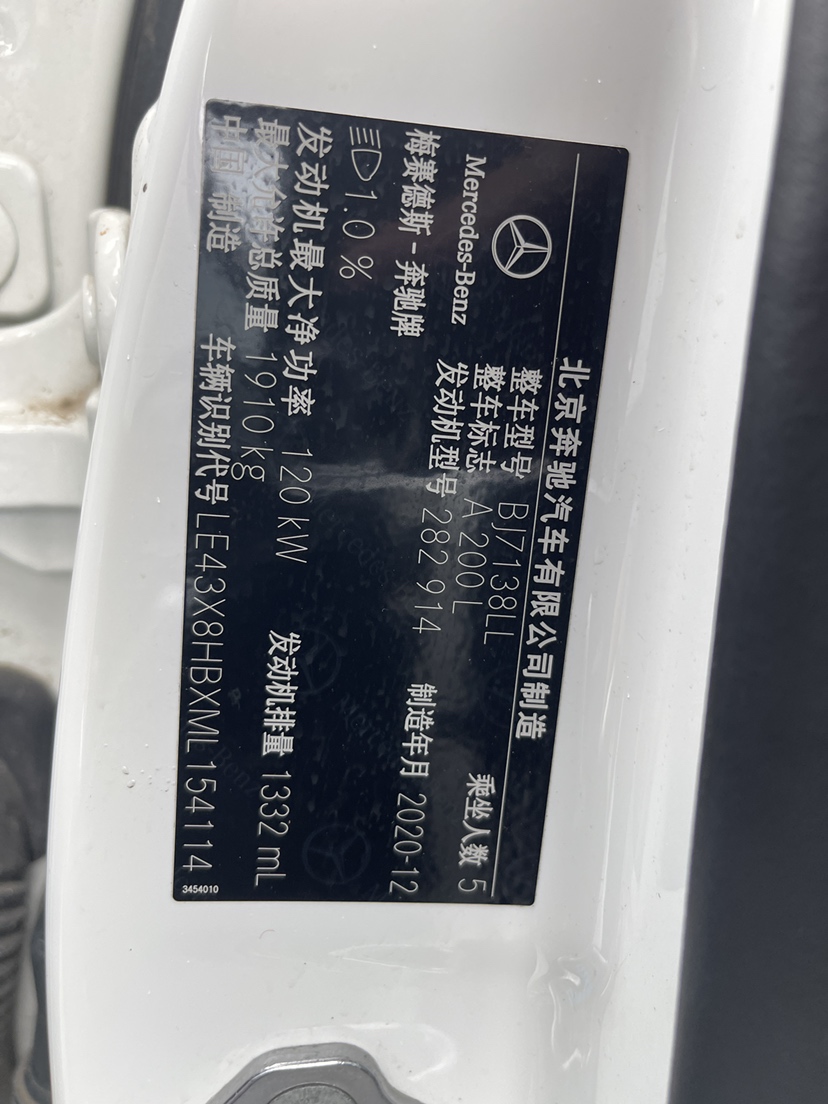 北京奔驰汽车有限公司制造
Mercedes-Benz
整车型号 BJ7138LL
整车标志 A 200 L 乘坐人数 5
梅赛德斯-奔驰牌 发动机型号 282 914 制造年月 2020-12
1.0 %
发动机最大净功率 120 kW 发动机排量 1332 mL
最大允许总质量 1910 kg
中国 制造 车辆识别代号 LE43X8HBXML154114
3454010